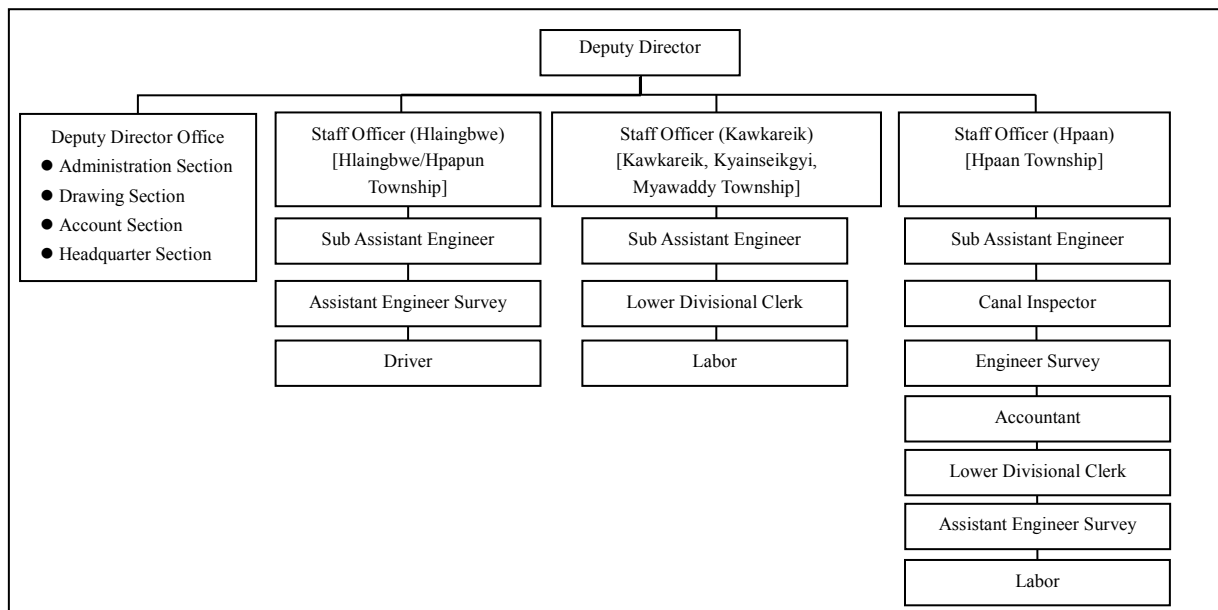 Deputy Director
Deputy Director Office
● Administration Section
● Drawing Section
● Account Section
● Headquarter Section
Staff Officer (Hlaingbwe)
[Hlaingbwe/Hpapun
Township]
Sub Assistant Engineer
Assistant Engineer Survey
Driver
Staff Officer (Kawkareik)
[Kawkareik, Kyainseikgyi,
Myawaddy Township]
Sub Assistant Engineer
Lower Divisional Clerk
Labor
Staff Officer (Hpaan)
[Hpaan Township]
Sub Assistant Engineer
Canal Inspector
Engineer Survey
Accountant
Lower Divisional Clerk
Assistant Engineer Survey
Labor